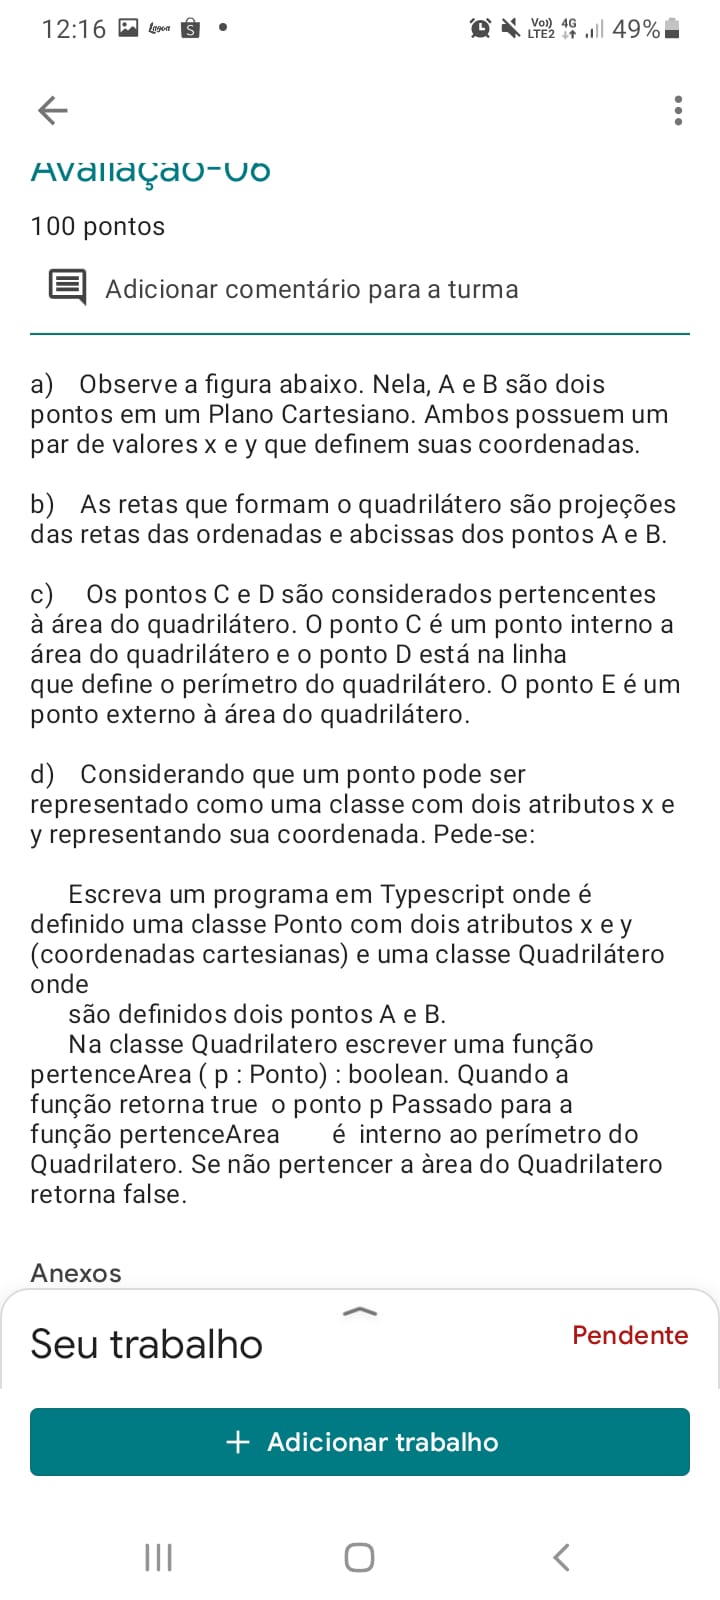 12:16 Lagoa S VoLTE2 4G 49%
Avaliação-06
100 pontos
Adicionar comentário para a turma
a) Observe a figura abaixo. Nela, A e B são dois
pontos em um Plano Cartesiano. Ambos possuem um
par de valores x e y que definem suas coordenadas.
b) As retas que formam o quadrilátero são projeções
das retas das ordenadas e abcissas dos pontos A e B.
c) Os pontos C e D são considerados pertencentes
à área do quadrilátero. O ponto C é um ponto interno a
área do quadrilátero e o ponto D está na linha
que define o perímetro do quadrilátero. O ponto E é um
ponto externo à área do quadrilátero.
d) Considerando que um ponto pode ser
representado como uma classe com dois atributos x e
y representando sua coordenada. Pede-se:
Escreva um programa em Typescript onde é
definido uma classe Ponto com dois atributos x e y
(coordenadas cartesianas) e uma classe Quadrilátero
onde
são definidos dois pontos A e B.
Na classe Quadrilatero escrever uma função
pertenceArea ( p : Ponto) : boolean. Quando a
função retorna true o ponto p Passado para a
função pertenceArea é interno ao perímetro do
Quadrilatero. Se não pertencer a àrea do Quadrilatero
retorna false.
Anexos
Seu trabalho
Pendente
+ Adicionar trabalho